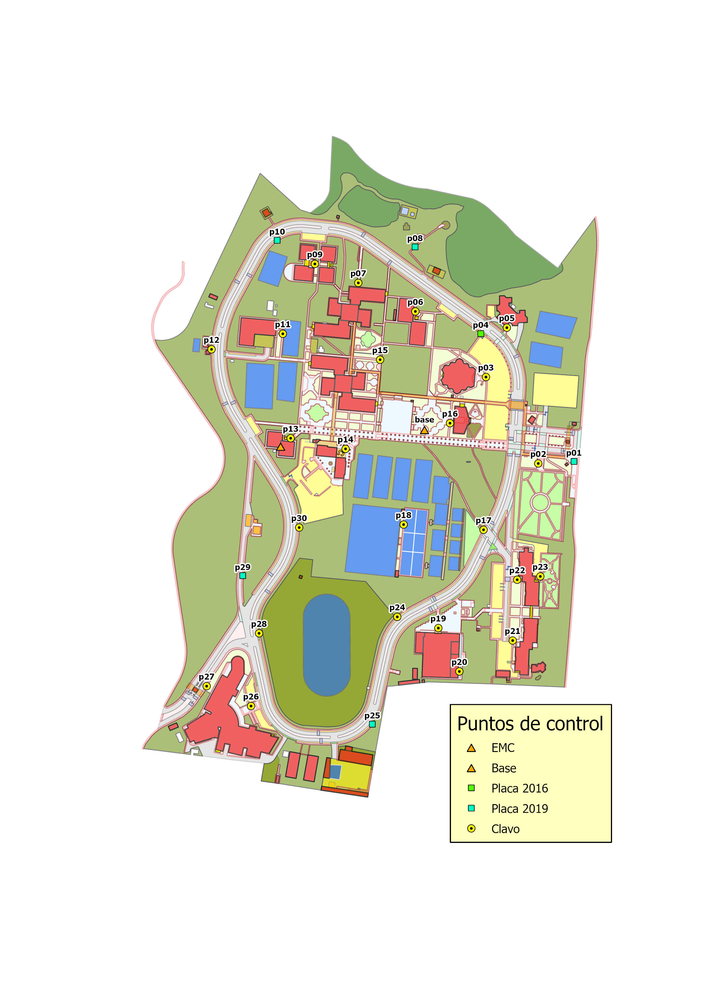 p10
p08
p09
p07
p06
p05
p04
p11
p12
p15
p03
p16
base
p13
p14
p01
p02
p18
p30
p17
p29
p23
p22
p24
p19
p28
p21
p20
p27
p26
p25
Puntos de control
EMC
Base
Placa 2016
Placa 2019
Clavo